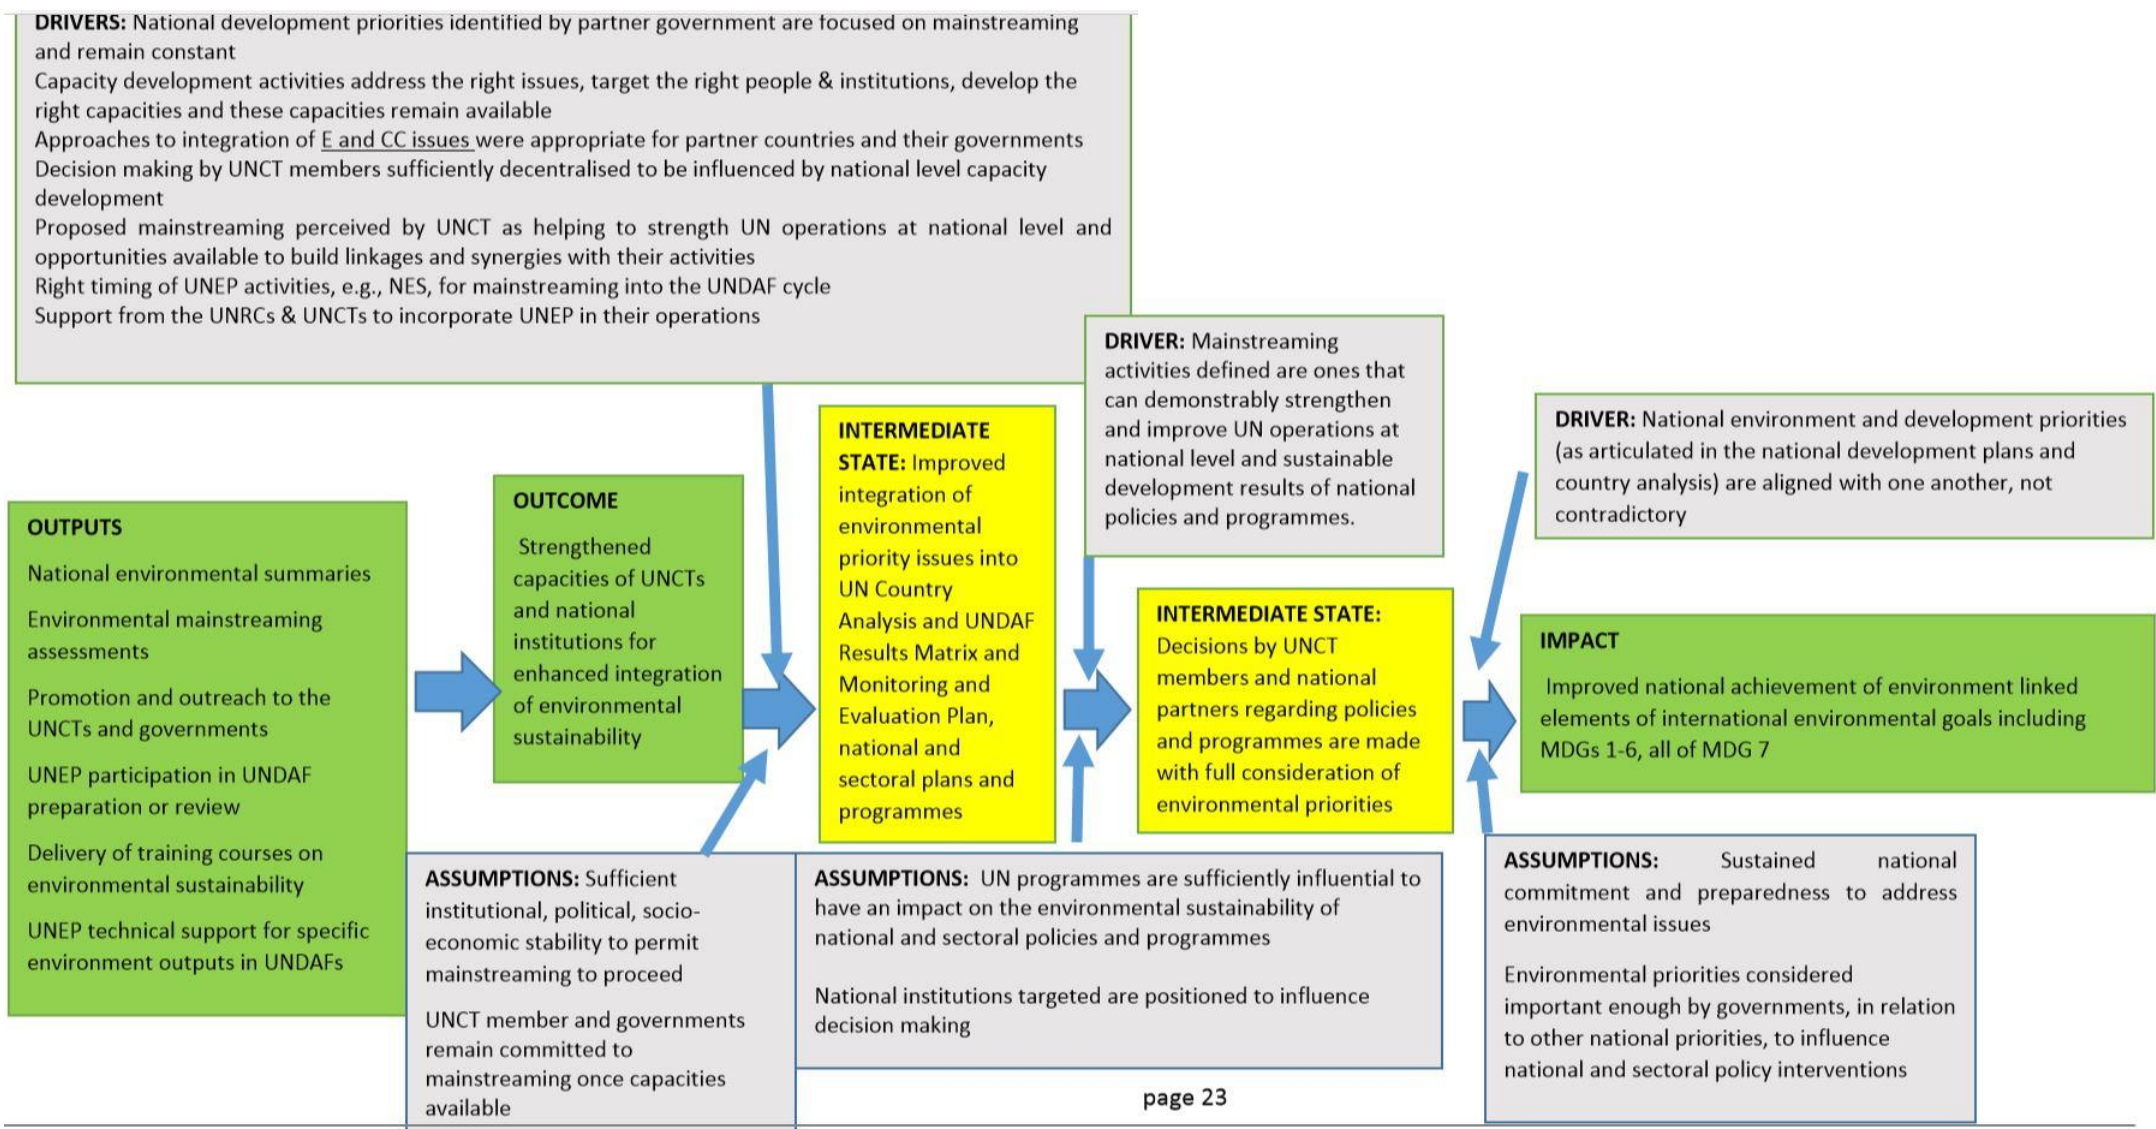 DRIVERS: National development priorities identified by partner government are focused on mainstreaming
and remain constant
Capacity development activities address the right issues, target the right people & institutions, develop the
right capacities and these capacities remain available
Approaches to integration of E and CC issues were appropriate for partner countries and their governments
Decision making by UNCT members sufficiently decentralised to be influenced by national level capacity
development
Proposed mainstreaming perceived by UNCT as helping to strength UN operations at national level and
opportunities available to build linkages and synergies with their activities
Right timing of UNEP activities, e.g., NES, for mainstreaming into the UNDAF cycle
Support from the UNRCs & UNCTs to incorporate UNEP in their operations
DRIVER: Mainstreaming
activities defined are ones that
can demonstrably strengthen
and improve UN operations at
national level and sustainable
development results of national
policies and programmes.
DRIVER: National environment and development priorities
(as articulated in the national development plans and
country analysis) are aligned with one another, not
contradictory
OUTPUTS
National environmental summaries
Environmental mainstreaming
assessments
Promotion and outreach to the
UNCTs and governments
UNEP participation in UNDAF
preparation or review
Delivery of training courses on
environmental sustainability
UNEP technical support for specific
environment outputs in UNDAFs
OUTCOME
Strengthened
capacities of UNCTs
and national
institutions for
enhanced integration
of environmental
sustainability
INTERMEDIATE
STATE: Improved
integration of
environmental
priority issues into
UN Country
Analysis and UNDAF
Results Matrix and
Monitoring and
Evaluation Plan,
national and
sectoral plans and
programmes
INTERMEDIATE STATE:
Decisions by UNCT
members and national
partners regarding policies
and programmes are made
with full consideration of
environmental priorities
IMPACT
Improved national achievement of environment linked
elements of international environmental goals including
MDGs 1-6, all of MDG 7
ASSUMPTIONS: Sufficient
institutional, political, socio-
economic stability to permit
mainstreaming to proceed
UNCT member and governments
remain committed to
mainstreaming once capacities
available
ASSUMPTIONS: UN programmes are sufficiently influential to
have an impact on the environmental sustainability of
national and sectoral policies and programmes
National institutions targeted are positioned to influence
decision making
ASSUMPTIONS: Sustained national
commitment and preparedness to address
environmental issues
Environmental priorities considered
important enough by governments, in relation
to other national priorities, to influence
national and sectoral policy interventions
page 23